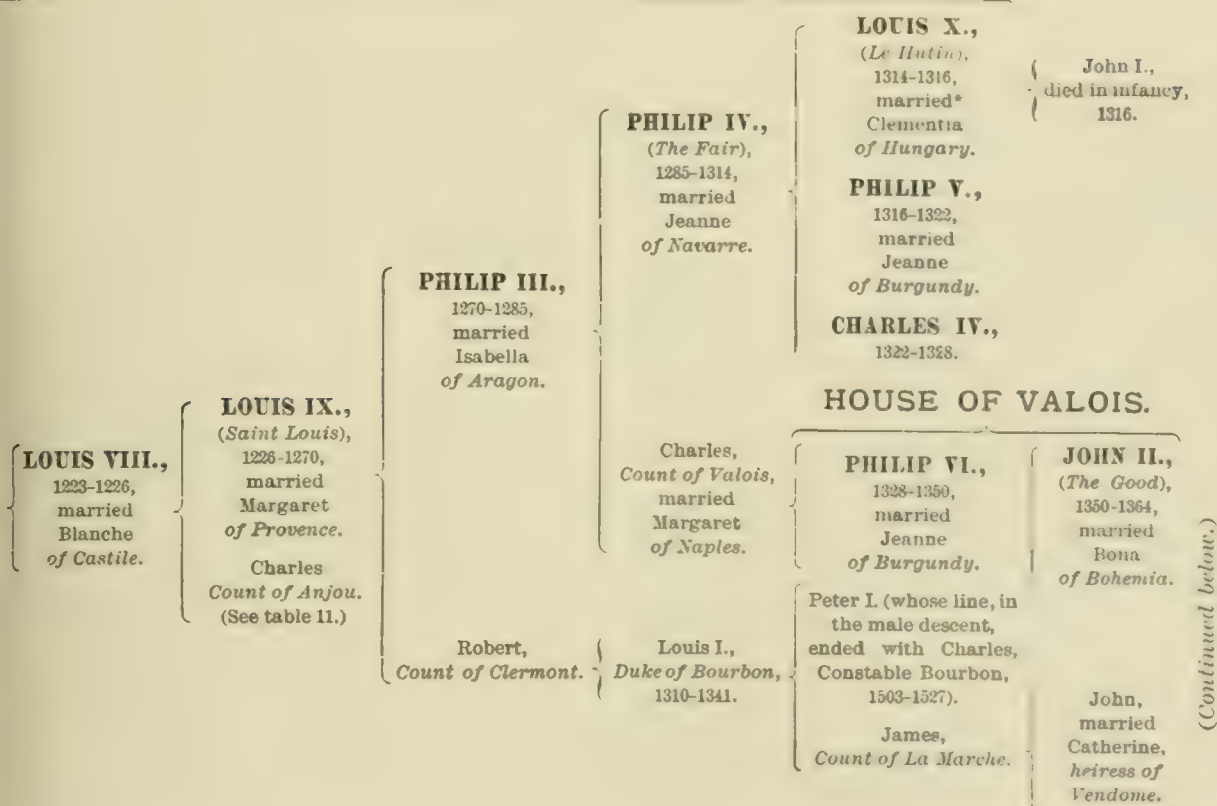 LOUIS VIII.,
1223-1226,
married
Blanche
of Castile.
LOUIS IX.,
(Saint Louis),
1226-1270,
married
Margaret
of Provence.
Charles
Count of Anjou.
(See table 11.)
PHILIP III.,
1270-1285,
married
Isabella
of Aragon.
Robert,
Count of Clermont.
PHILIP IV.,
(The Fair),
1285-1314,
married
Jeanne
of Navarre.
Charles,
Count of Valois,
married
Margaret
of Naples.
Louis I.,
Duke of Bourbon,
1310-1341.
LOUIS X.,
(Le Hutin),
1314-1316,
married*
Clementia
of Hungary.
John I.,
died in infancy,
1316.
PHILIP V.,
1316-1322,
married
Jeanne
of Burgundy.
CHARLES IV.,
1322-1328.
HOUSE OF VALOIS.
PHILIP VI.,
1328-1350,
married
Jeanne
of Burgundy.
JOHN II.,
(The Good),
1350-1364,
married
Bona
of Bohemia.
Peter I. (whose line, in
the male descent,
ended with Charles,
Constable Bourbon,
1503-1527).
James,
Count of La Marche.
John,
married
Catherine,
heiress of
Vendome.
(Continued below.)